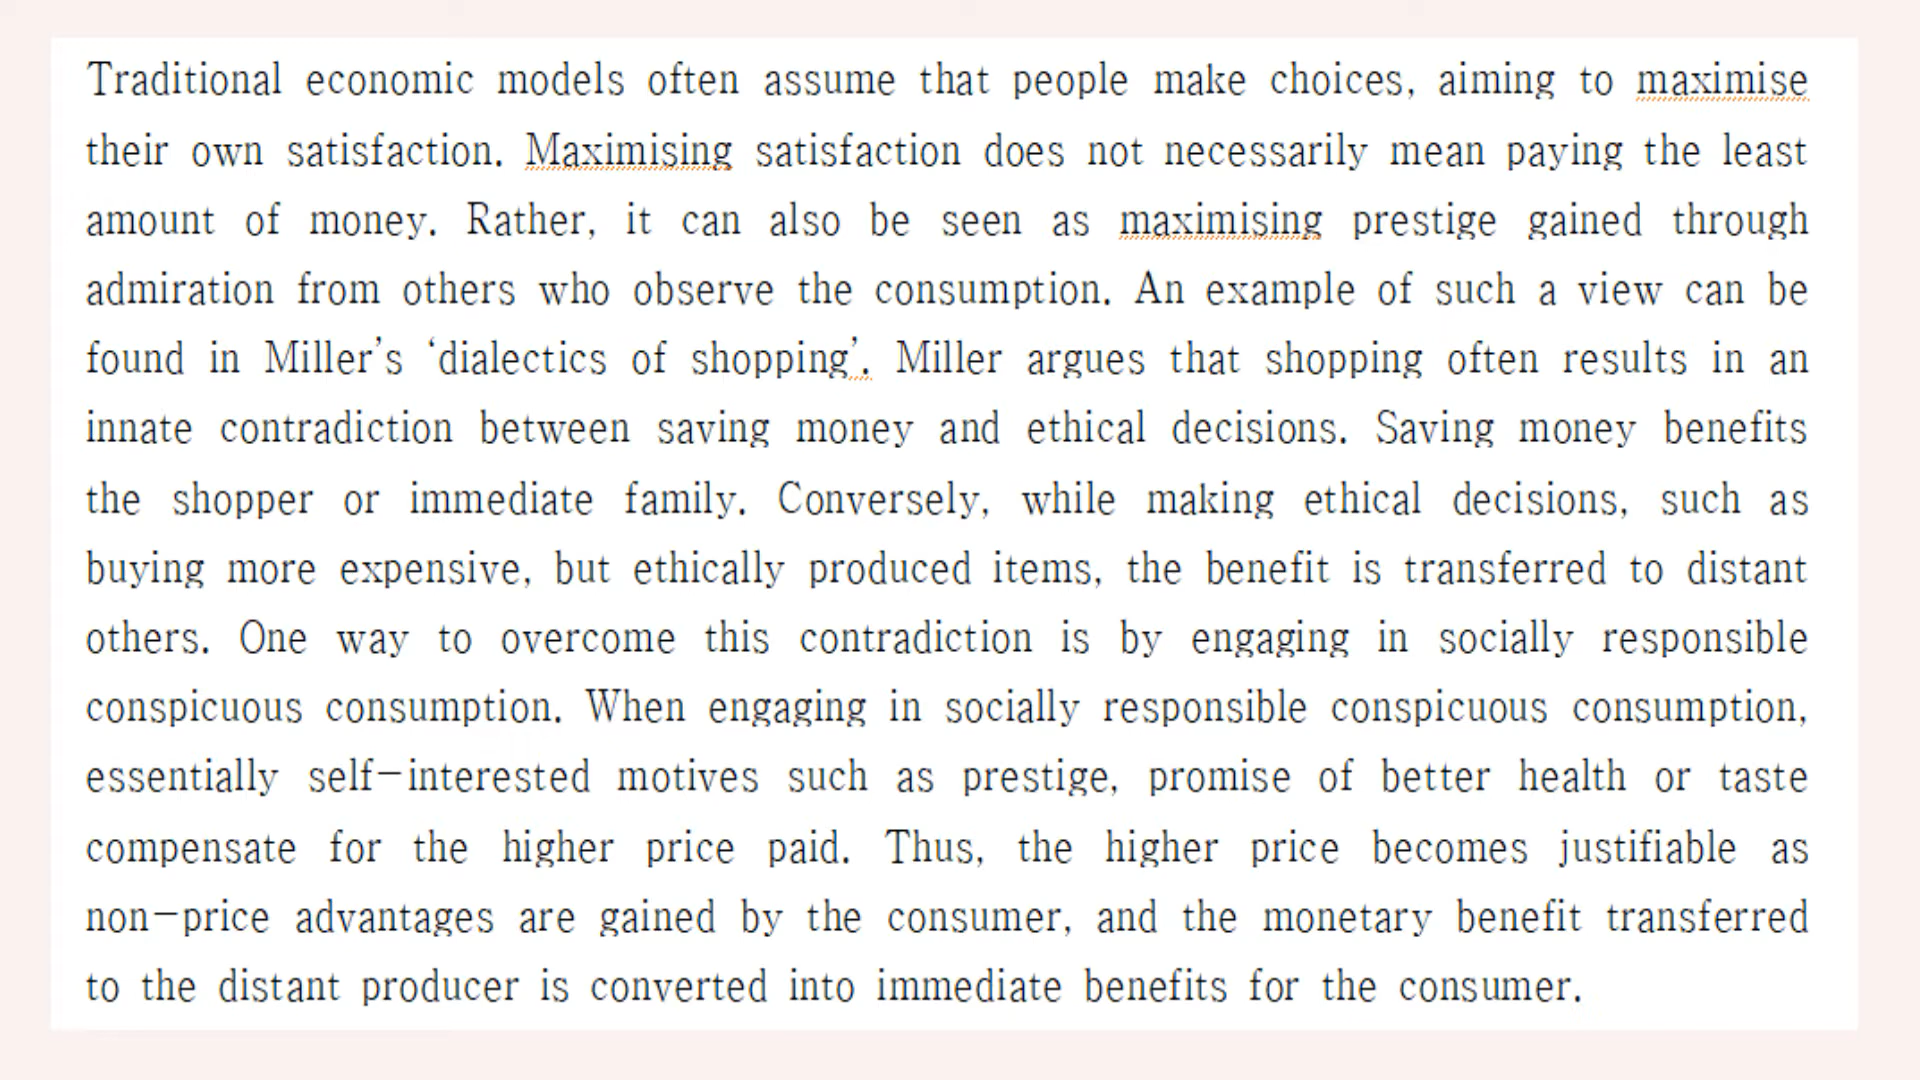 Traditional economic models often assume that people make choices, aiming to maximise
their own satisfaction. Maximising satisfaction does not necessarily mean paying the least
amount of money. Rather, it can also be seen as maximising prestige gained through
admiration from others who observe the consumption. An example of such a view can be
found in Miller’s ‘dialectics of shopping’. Miller argues that shopping often results in an
innate contradiction between saving money and ethical decisions. Saving money benefits
the shopper or immediate family. Conversely, while making ethical decisions, such as
buying more expensive, but ethically produced items, the benefit is transferred to distant
others. One way to overcome this contradiction is by engaging in socially responsible
conspicuous consumption. When engaging in socially responsible conspicuous consumption,
essentially self-interested motives such as prestige, promise of better health or taste
compensate for the higher price paid. Thus, the higher price becomes justifiable as
non-price advantages are gained by the consumer, and the monetary benefit transferred
to the distant producer is converted into immediate benefits for the consumer.